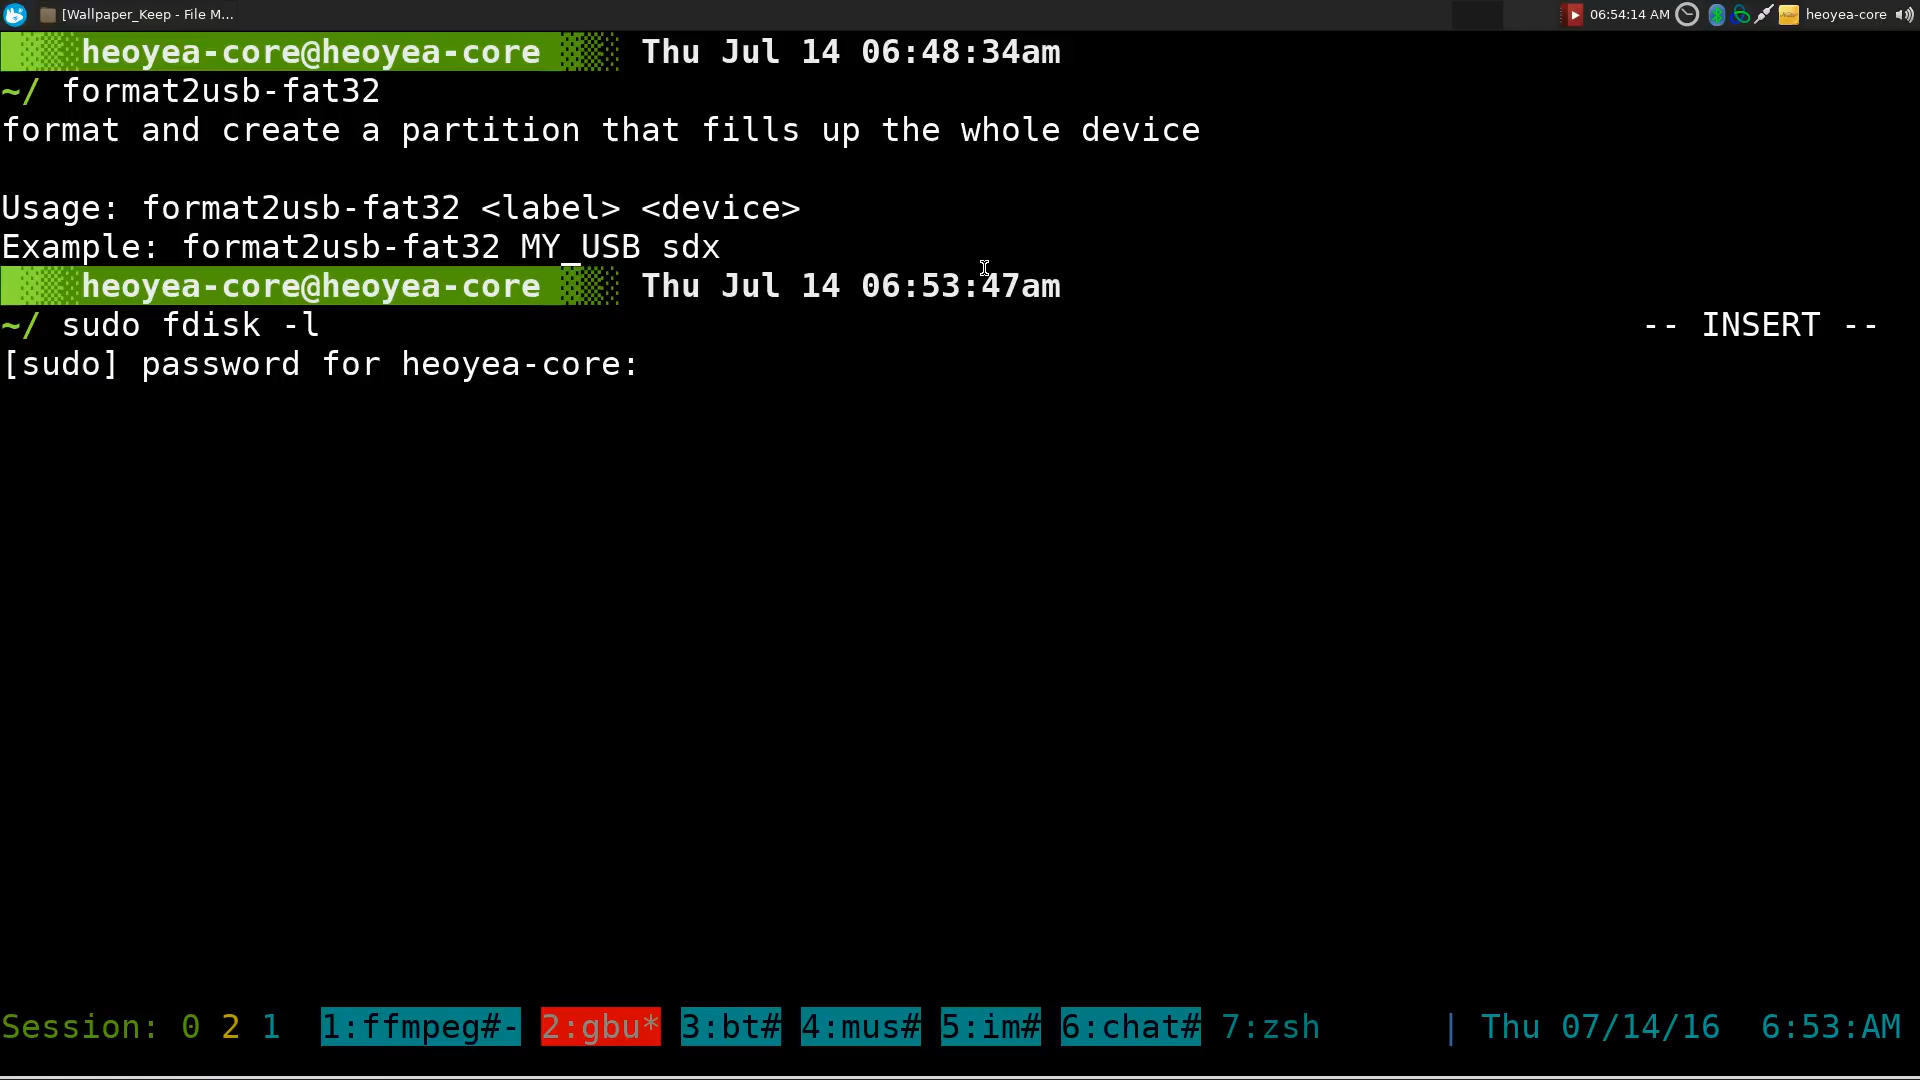 [Wallpaper_Keep - File M...
06:54:14 AM
heoyea-core
heoyea-core@heoyea-core Thu Jul 14 06:48:34am
~/ format2usb-fat32
format and create a partition that fills up the whole device
Usage: format2usb-fat32 <label> <device>
Example: format2usb-fat32 MY_USB sdx
heoyea-core@heoyea-core Thu Jul 14 06:53:47am
~/ sudo fdisk -l -- INSERT --
[sudo] password for heoyea-core:
Session: 0 2 1 1:ffmpeg#- 2:gbu* 3:bt# 4:mus# 5:im# 6:chat# 7:zsh | Thu 07/14/16 6:53:AM